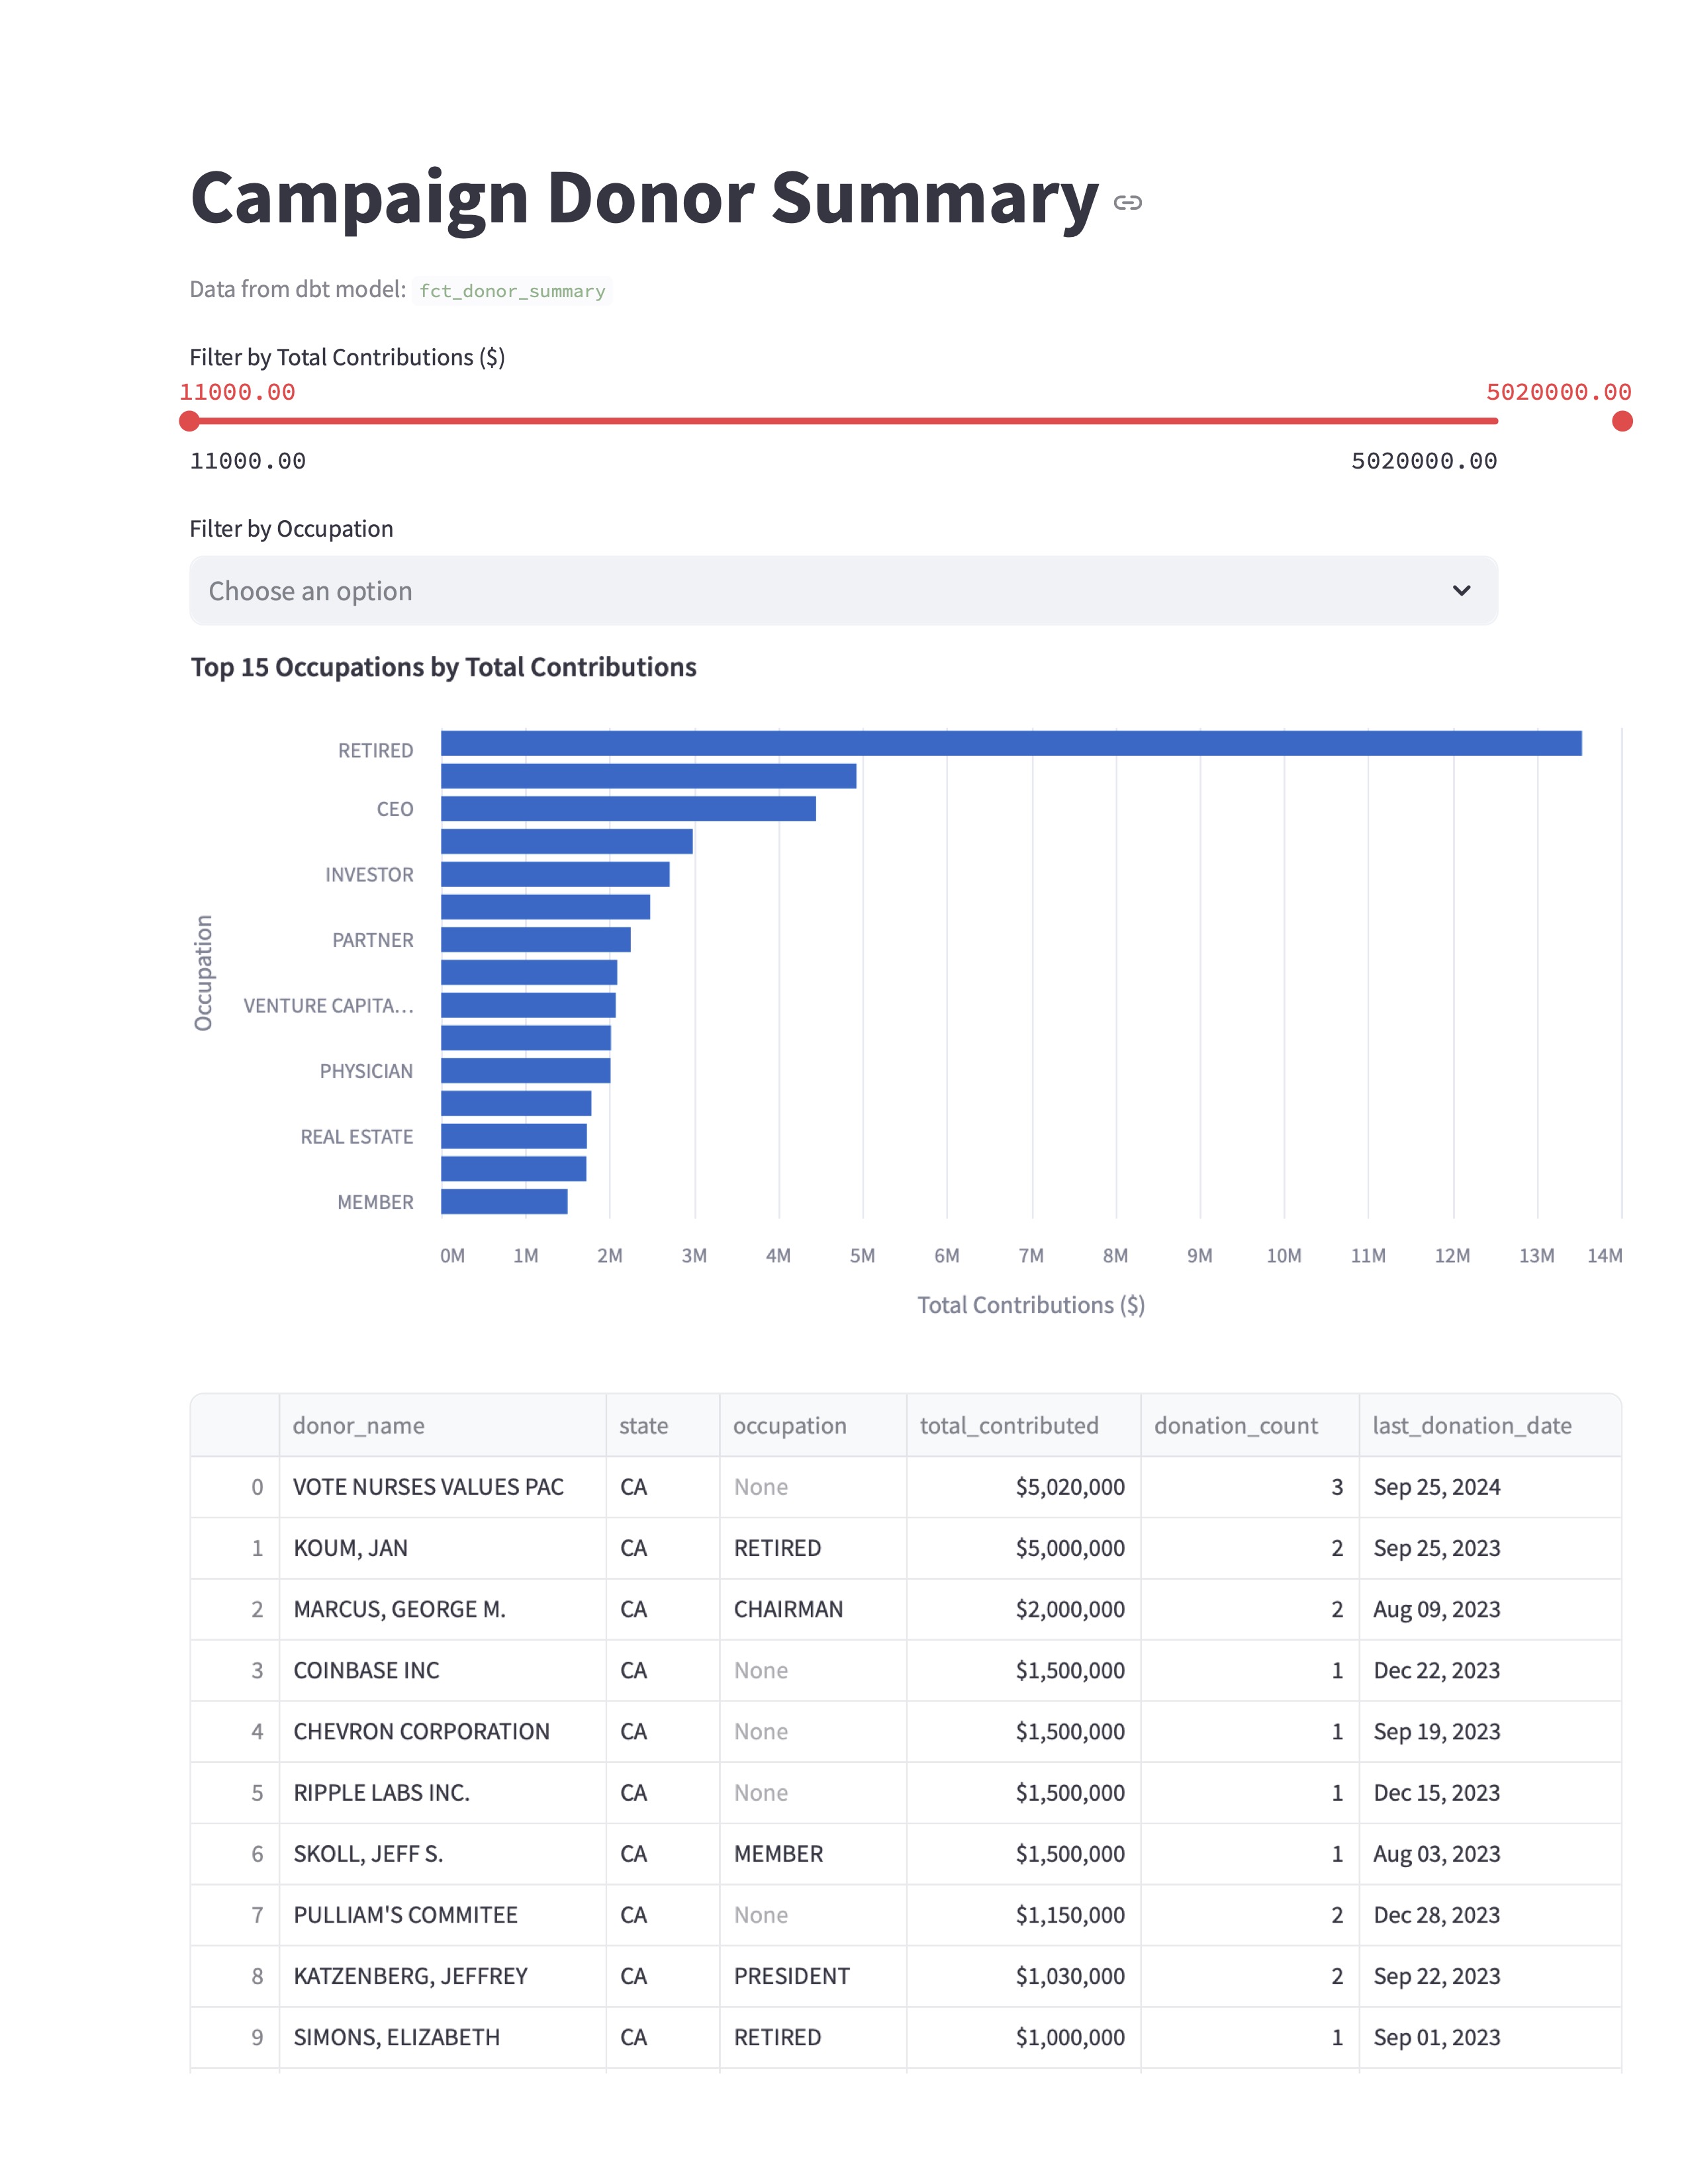 Campaign Donor Summary
Data from dbt model: fct_donor_summary
Filter by Total Contributions ($)
11000.00 5020000.00
11000.00 5020000.00
Filter by Occupation
Choose an option
Top 15 Occupations by Total Contributions
Occupation
RETIRED
CEO
INVESTOR
PARTNER
VENTURE CAPITA…
PHYSICIAN
REAL ESTATE
MEMBER
0M 1M 2M 3M 4M 5M 6M 7M 8M 9M 10M 11M 12M 13M 14M
Total Contributions ($)
donor_name state occupation total_contributed donation_count last_donation_date
0 VOTE NURSES VALUES PAC CA None $5,020,000 3 Sep 25, 2024
1 KOUM, JAN CA RETIRED $5,000,000 2 Sep 25, 2023
2 MARCUS, GEORGE M. CA CHAIRMAN $2,000,000 2 Aug 09, 2023
3 COINBASE INC CA None $1,500,000 1 Dec 22, 2023
4 CHEVRON CORPORATION CA None $1,500,000 1 Sep 19, 2023
5 RIPPLE LABS INC. CA None $1,500,000 1 Dec 15, 2023
6 SKOLL, JEFF S. CA MEMBER $1,500,000 1 Aug 03, 2023
7 PULLIAM'S COMMITEE CA None $1,150,000 2 Dec 28, 2023
8 KATZENBERG, JEFFREY CA PRESIDENT $1,030,000 2 Sep 22, 2023
9 SIMONS, ELIZABETH CA RETIRED $1,000,000 1 Sep 01, 2023